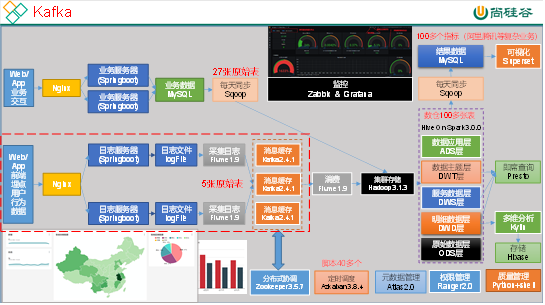 Kafka
尚硅谷
100多个指标（阿里腾讯等复杂业务）
Web/
App
业务
交互
Nginx
业务服务器
(Springboot)
业务服务器
(Springboot)
业务数据
MySQL
27张原始表
每天同步
Sqoop
监控
Zabbix & Grafana
结果数据
MySQL
可视化
Superset
每天同步
Sqoop
数仓100多张表
Hive OnSpark3.0.0
数据应用层
ADS层
数据主题层
DWT层
服务数据层
DWS层
明细数据层
DWD层
原始数据层
ODS层
即席查询
Presto
多维分析
Kylin
存储
Hbase
Web/
App
前端
埋点
用户
行为
数据
Nginx
日志服务器
(Springboot)
日志文件
logFile
采集日志
Flume1.9
消息缓存
Kafka2.4.1
5张原始表
消息缓存
Kafka2.4.1
日志服务器
(Springboot)
日志文件
logFile
采集日志
Flume1.9
消息缓存
Kafka2.4.1
消费
Flume1.9
集群存储
Hadoop3.1.3
脚本40多个
分布式协调
Zookeeper3.5.7
定时调度
Azkaban3.8.4
元数据管理
Atlas2.0
权限管理
Ranger2.0
质量管理
Python+shell